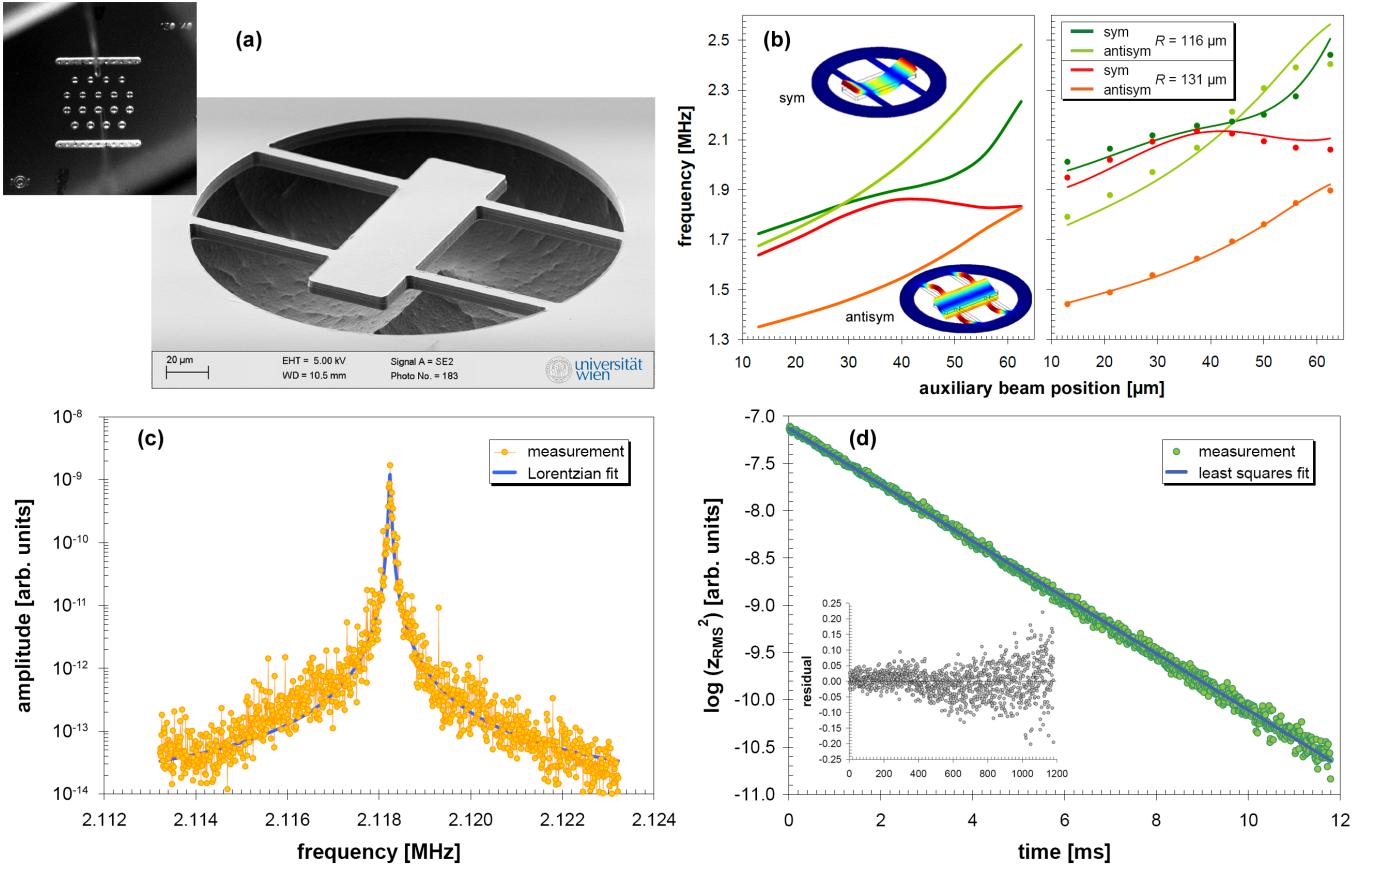 (a)
20 µm
EHT = 5.00 kV
WD = 10.5 mm
Signal A = SE2
Photo No. = 183
universität
wien
(b)
sym
antisym
R = 116 µm
sym
antisym
R = 131 µm
sym
antisym
frequency [MHz]
2.5
2.3
2.1
1.9
1.7
1.5
1.3
10 20 30 40 50 60
10 20 30 40 50 60
auxiliary beam position [µm]
(c)
measurement
Lorentzian fit
amplitude [arb. units]
10-8
10-9
10-10
10-11
10-12
10-13
10-14
2.112 2.114 2.116 2.118 2.120 2.122 2.124
frequency [MHz]
(d)
measurement
least squares fit
log (zRMS2) [arb. units]
-7.0
-7.5
-8.0
-8.5
-9.0
-9.5
-10.0
-10.5
-11.0
residual
0.25
0.20
0.15
0.10
0.05
0.00
-0.05
-0.10
-0.15
-0.20
-0.25
0 200 400 600 800 1000 1200
0 2 4 6 8 10 12
time [ms]